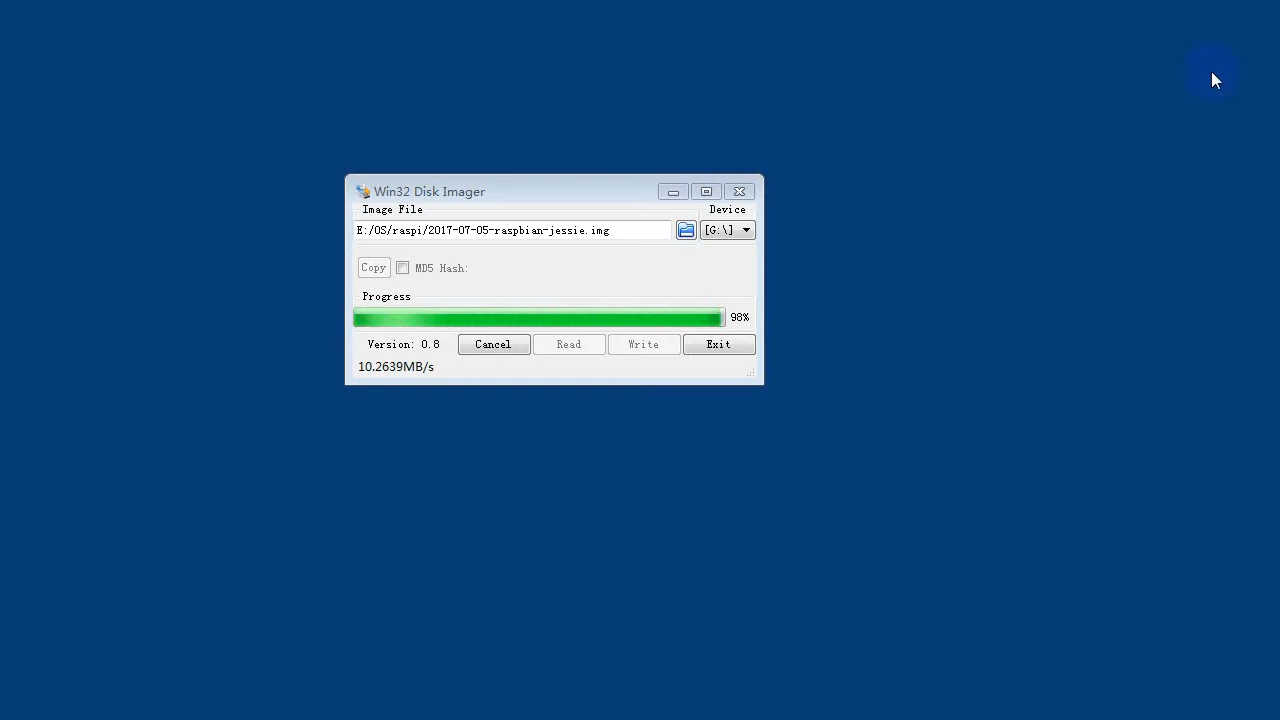 Win32 Disk Imager
Image File
Device
E:/OS/raspi/2017-07-05-raspbian-jessie.img
[G:\]
Copy
MD5 Hash:
Progress
98%
Version: 0.8
Cancel
Read
Write
Exit
10.2639MB/s